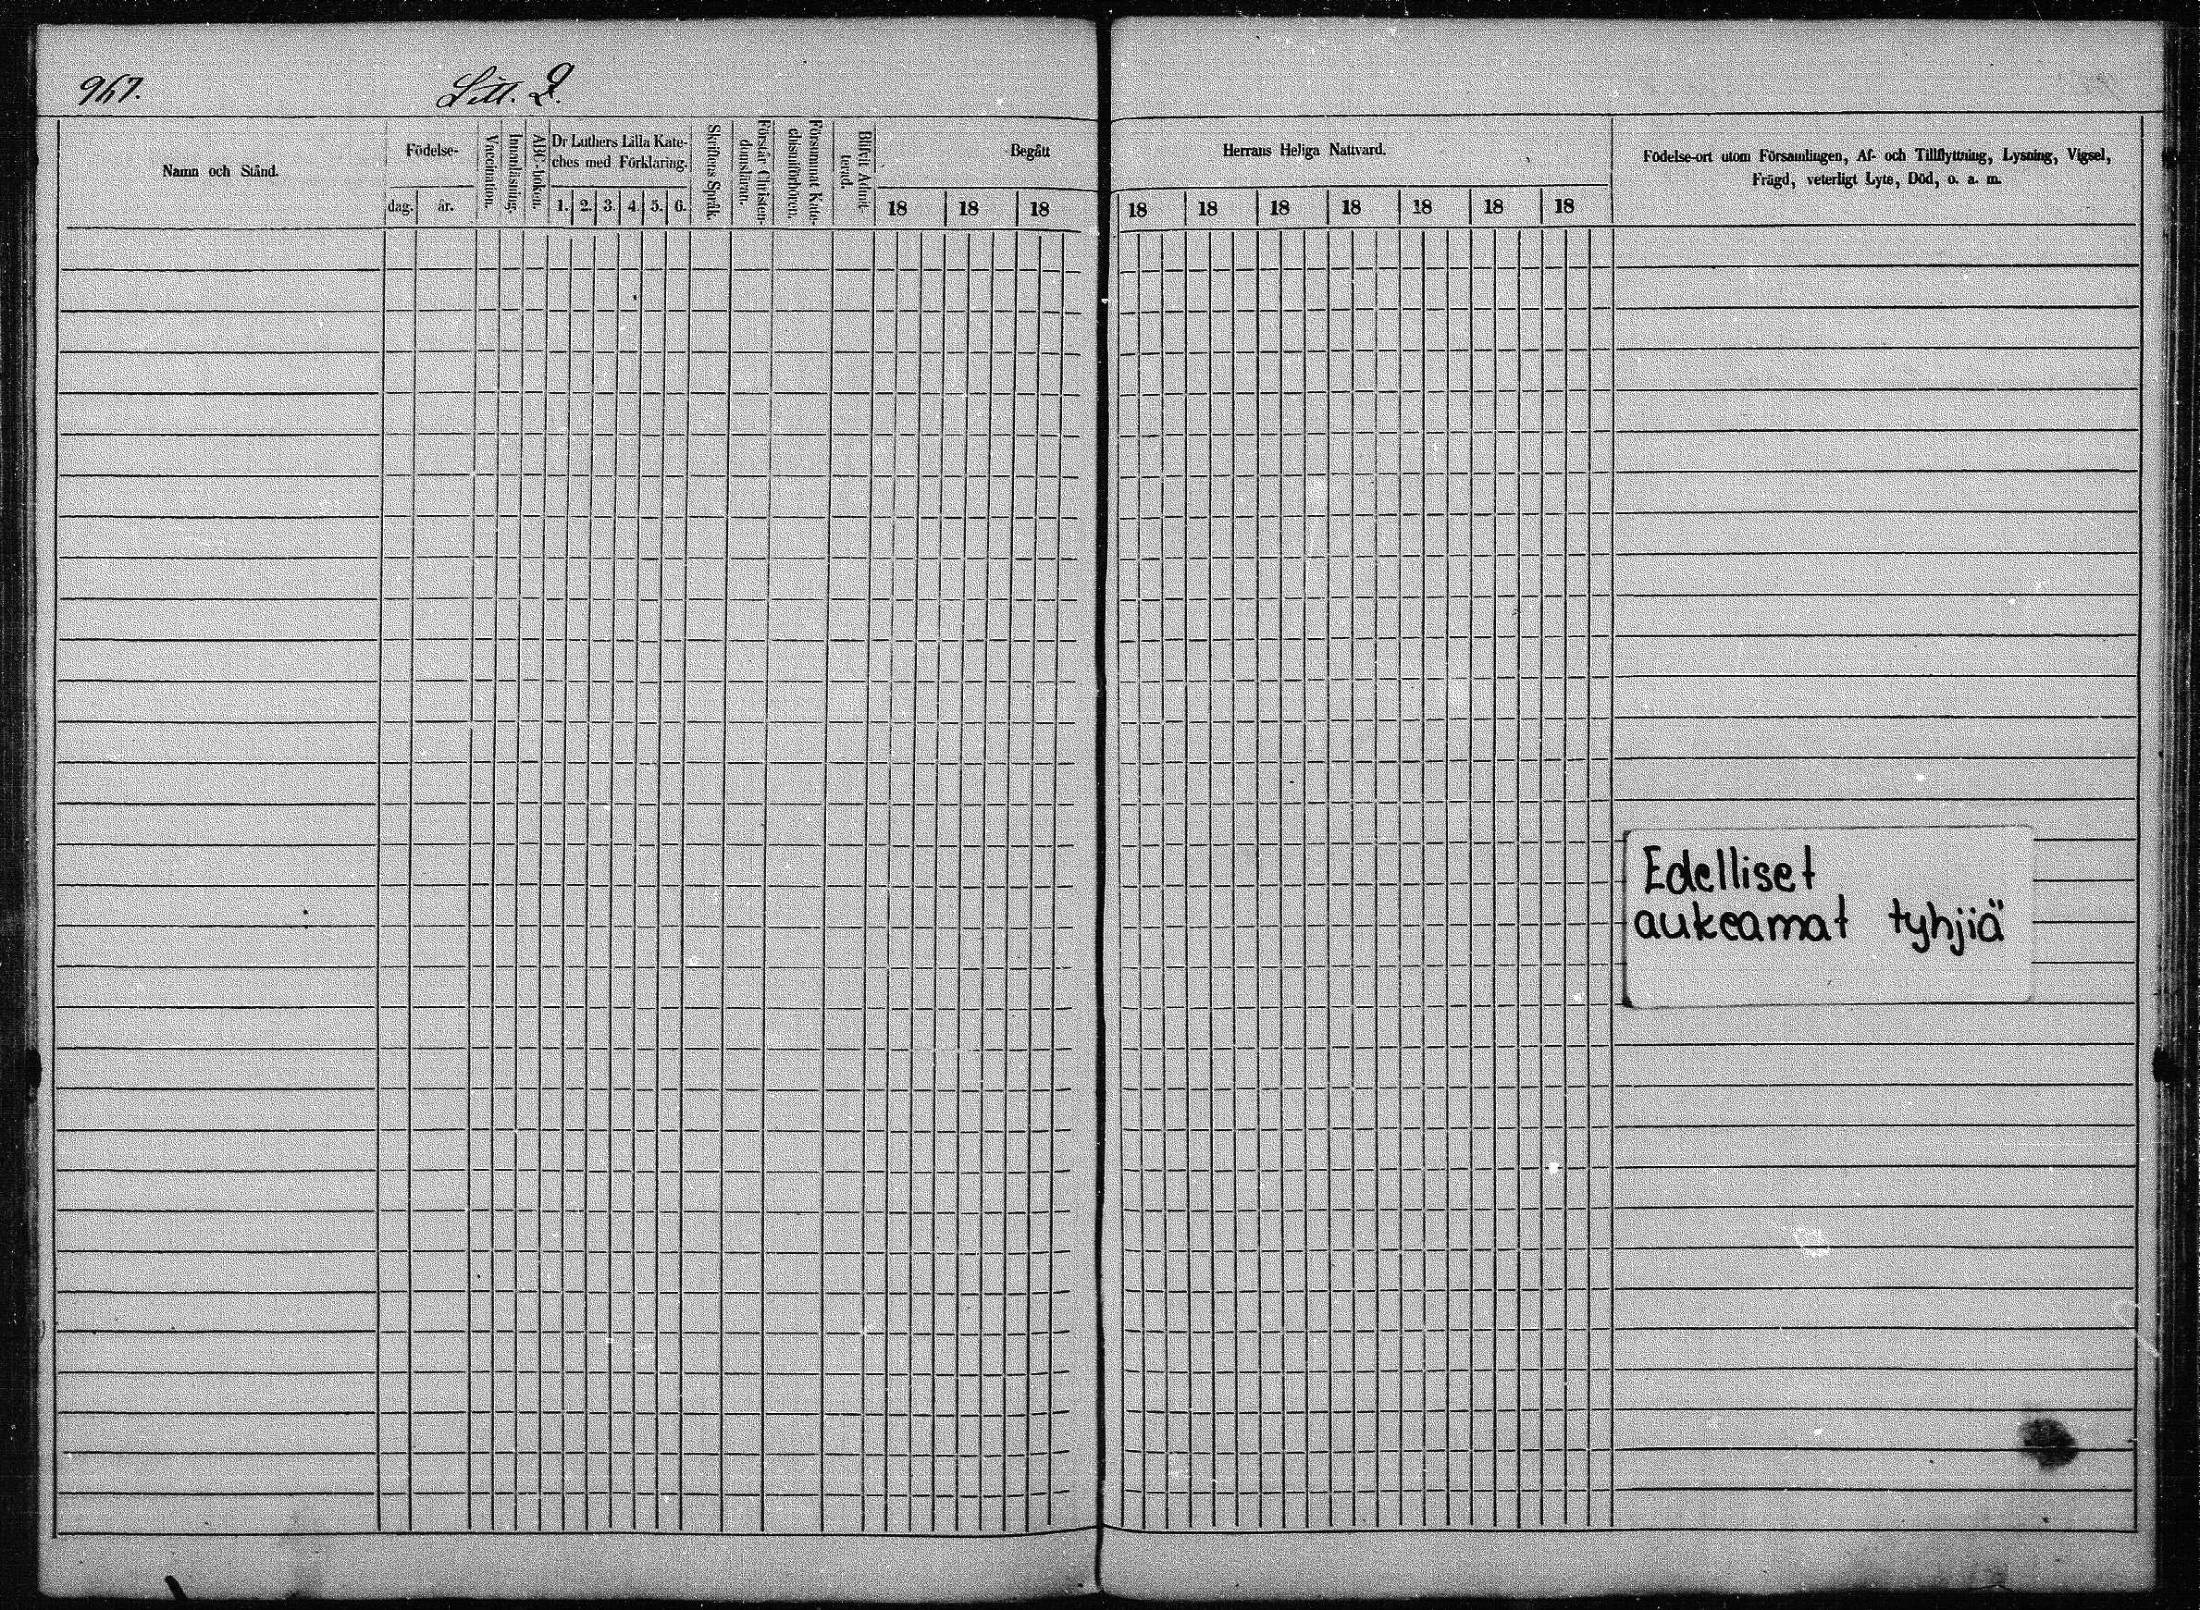 967.
Litt. Q.
Namn och Stånd.
Födelse-
dag.
år.
Vaccination.
Innanläsning.
ABC-boken.
Dr Luthers Lilla Kate-
ches med Förklaring.
1. 2. 3. 4. 5. 6.
Skriftens Språk.
Förstår Christen-
domsläran.
Försummat Kate-
chismiförhören.
Blifvit Admit-
terad.
Begått
18 18 18
Herrans Heliga Nattvard.
18 18 18 18 18 18 18
Födelse-ort utom Församlingen, Af- och Tillflyttning, Lysning, Vigsel,
Frägd, veterligt Lyte, Död, o. a. m.
Edelliset
aukeamat tyhjiä